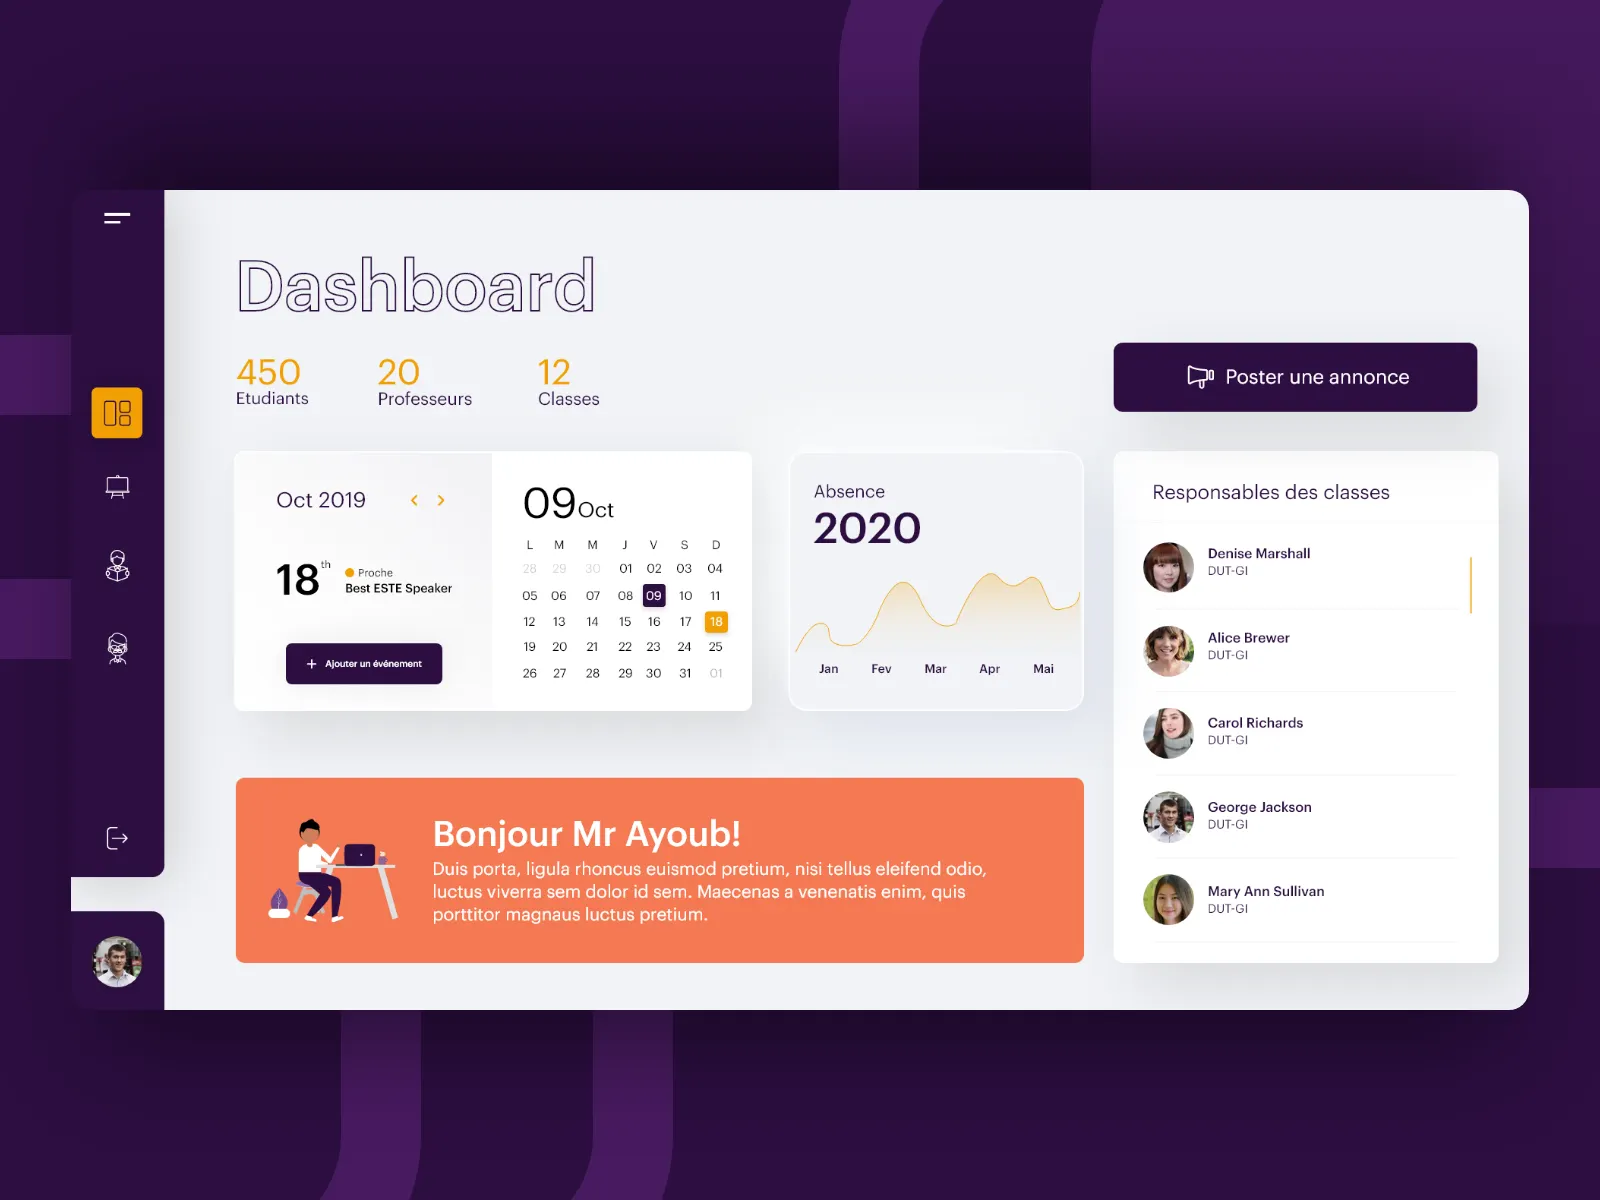 Dashboard
450
Etudiants
20
Professeurs
12
Classes
Poster une annonce
Oct 2019
18th
Proche
Best ESTE Speaker
Ajouter un événement
09 Oct
L M M J V S D
28 29 30 01 02 03 04
05 06 07 08 09 10 11
12 13 14 15 16 17 18
19 20 21 22 23 24 25
26 27 28 29 30 31 01
Absence
2020
Jan Fev Mar Apr Mai
Responsables des classes
Denise Marshall
DUT-GI
Alice Brewer
DUT-GI
Carol Richards
DUT-GI
George Jackson
DUT-GI
Mary Ann Sullivan
DUT-GI
Bonjour Mr Ayoub!
Duis porta, ligula rhoncus euismod pretium, nisi tellus eleifend odio,
luctus viverra sem dolor id sem. Maecenas a venenatis enim, quis
porttitor magnaus luctus pretium.